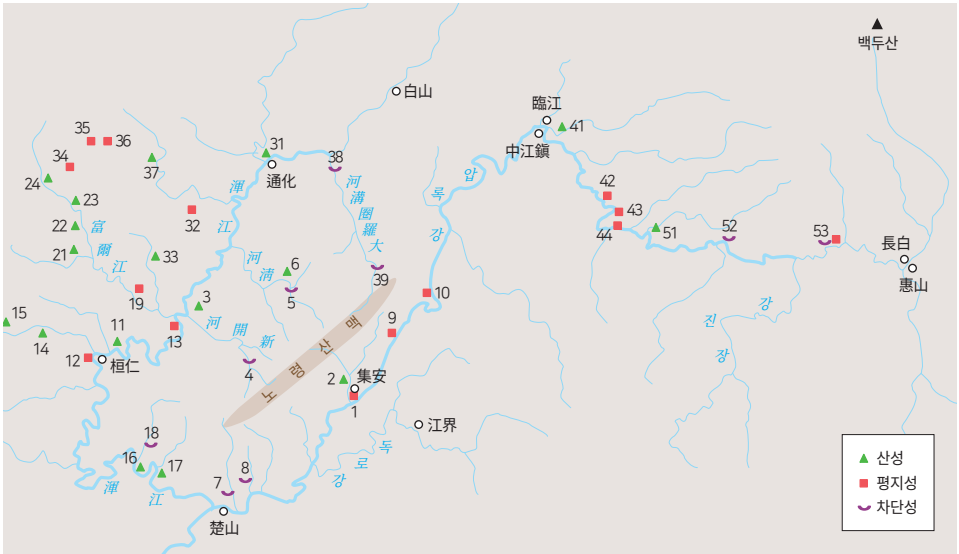 백두산
白山
臨江
41
中江鎭
35
36
34
37
31
38
24
通化
渾
江
32
23
22
富
爾
江
21
33
19
河
溝
圈
羅
大
39
압
록
강
42
43
44
51
52
53
長白
惠山
河
淸
6
5
3
河
開
新
4
15
14
11
12
桓仁
13
10
9
노
령
산
맥
2
集安
1
江界
독
로
강
장
진
강
18
16
17
渾
江
7
8
楚山
산성
평지성
차단성